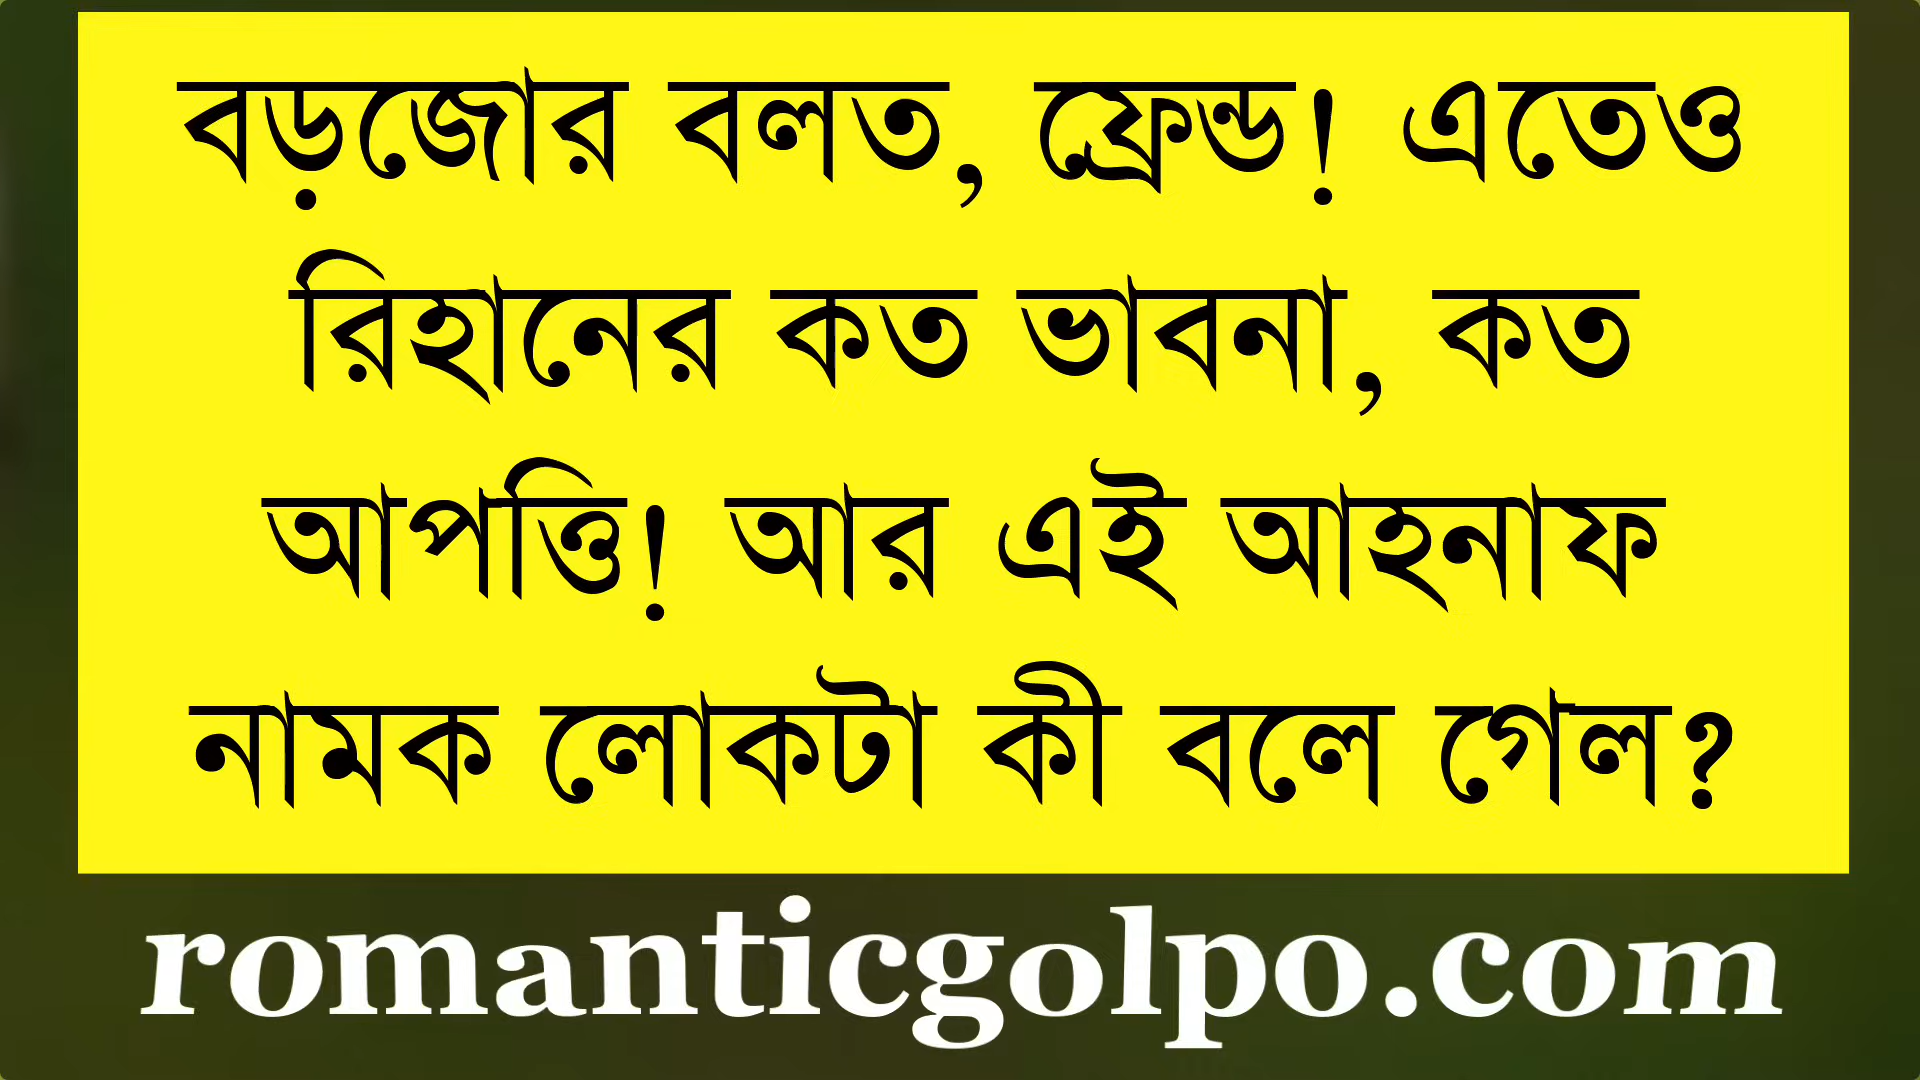 বড়জোর বলত, ফ্রেন্ড! এতেও
রিহানের কত ভাবনা, কত
আপত্তি! আর এই আহনাফ
নামক লোকটা কী বলে গেল?
romanticgolpo.com